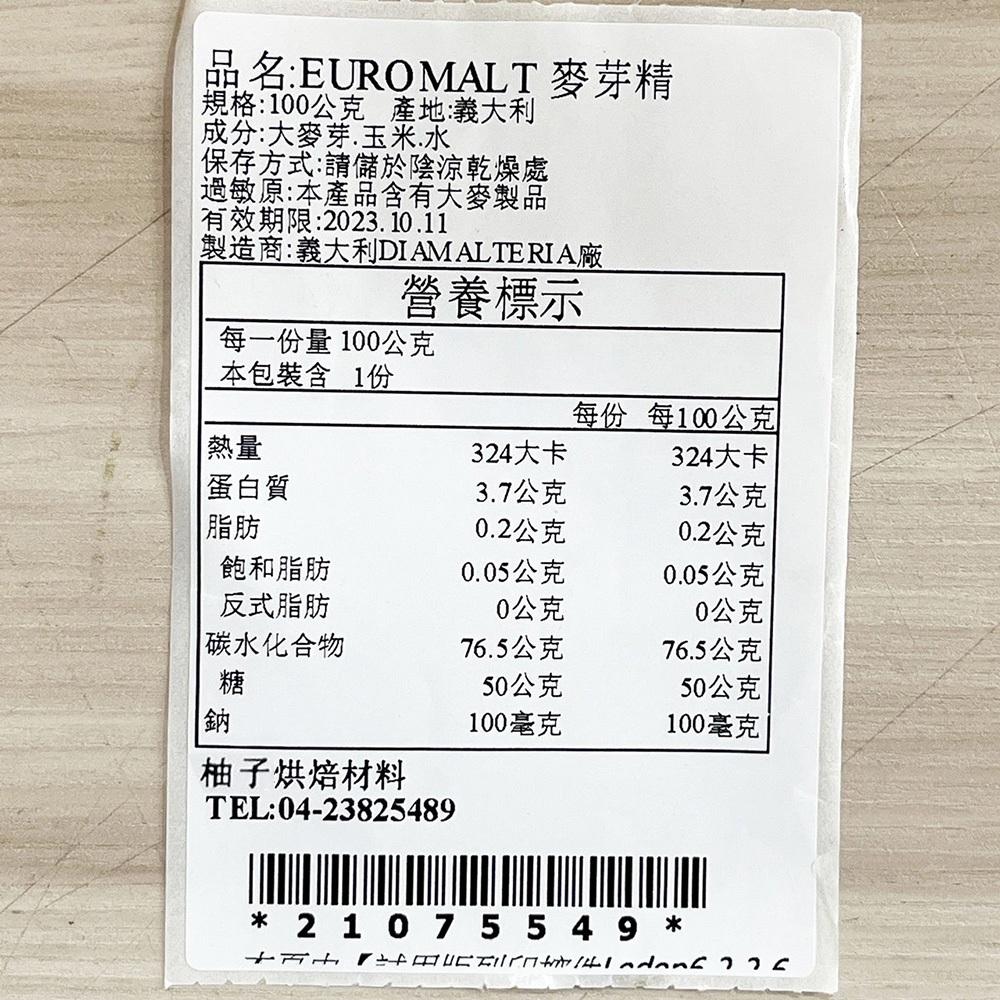 品名:EUROMALT 麥芽精
規格:100公克 產地:義大利
成分:大麥芽.玉米.水
保存方式:請儲於陰涼乾燥處
過敏原:本產品含有大麥製品
有效期限:2023.10.11
製造商:義大利DIAMALTERIA廠
營養標示
每一份量 100公克
本包裝含 1份
每份 每100公克
熱量 324大卡 324大卡
蛋白質 3.7公克 3.7公克
脂肪 0.2公克 0.2公克
飽和脂肪 0.05公克 0.05公克
反式脂肪 0公克 0公克
碳水化合物 76.5公克 76.5公克
糖 50公克 50公克
鈉 100毫克 100毫克
柚子烘焙材料
TEL:04-23825489
*21075549*